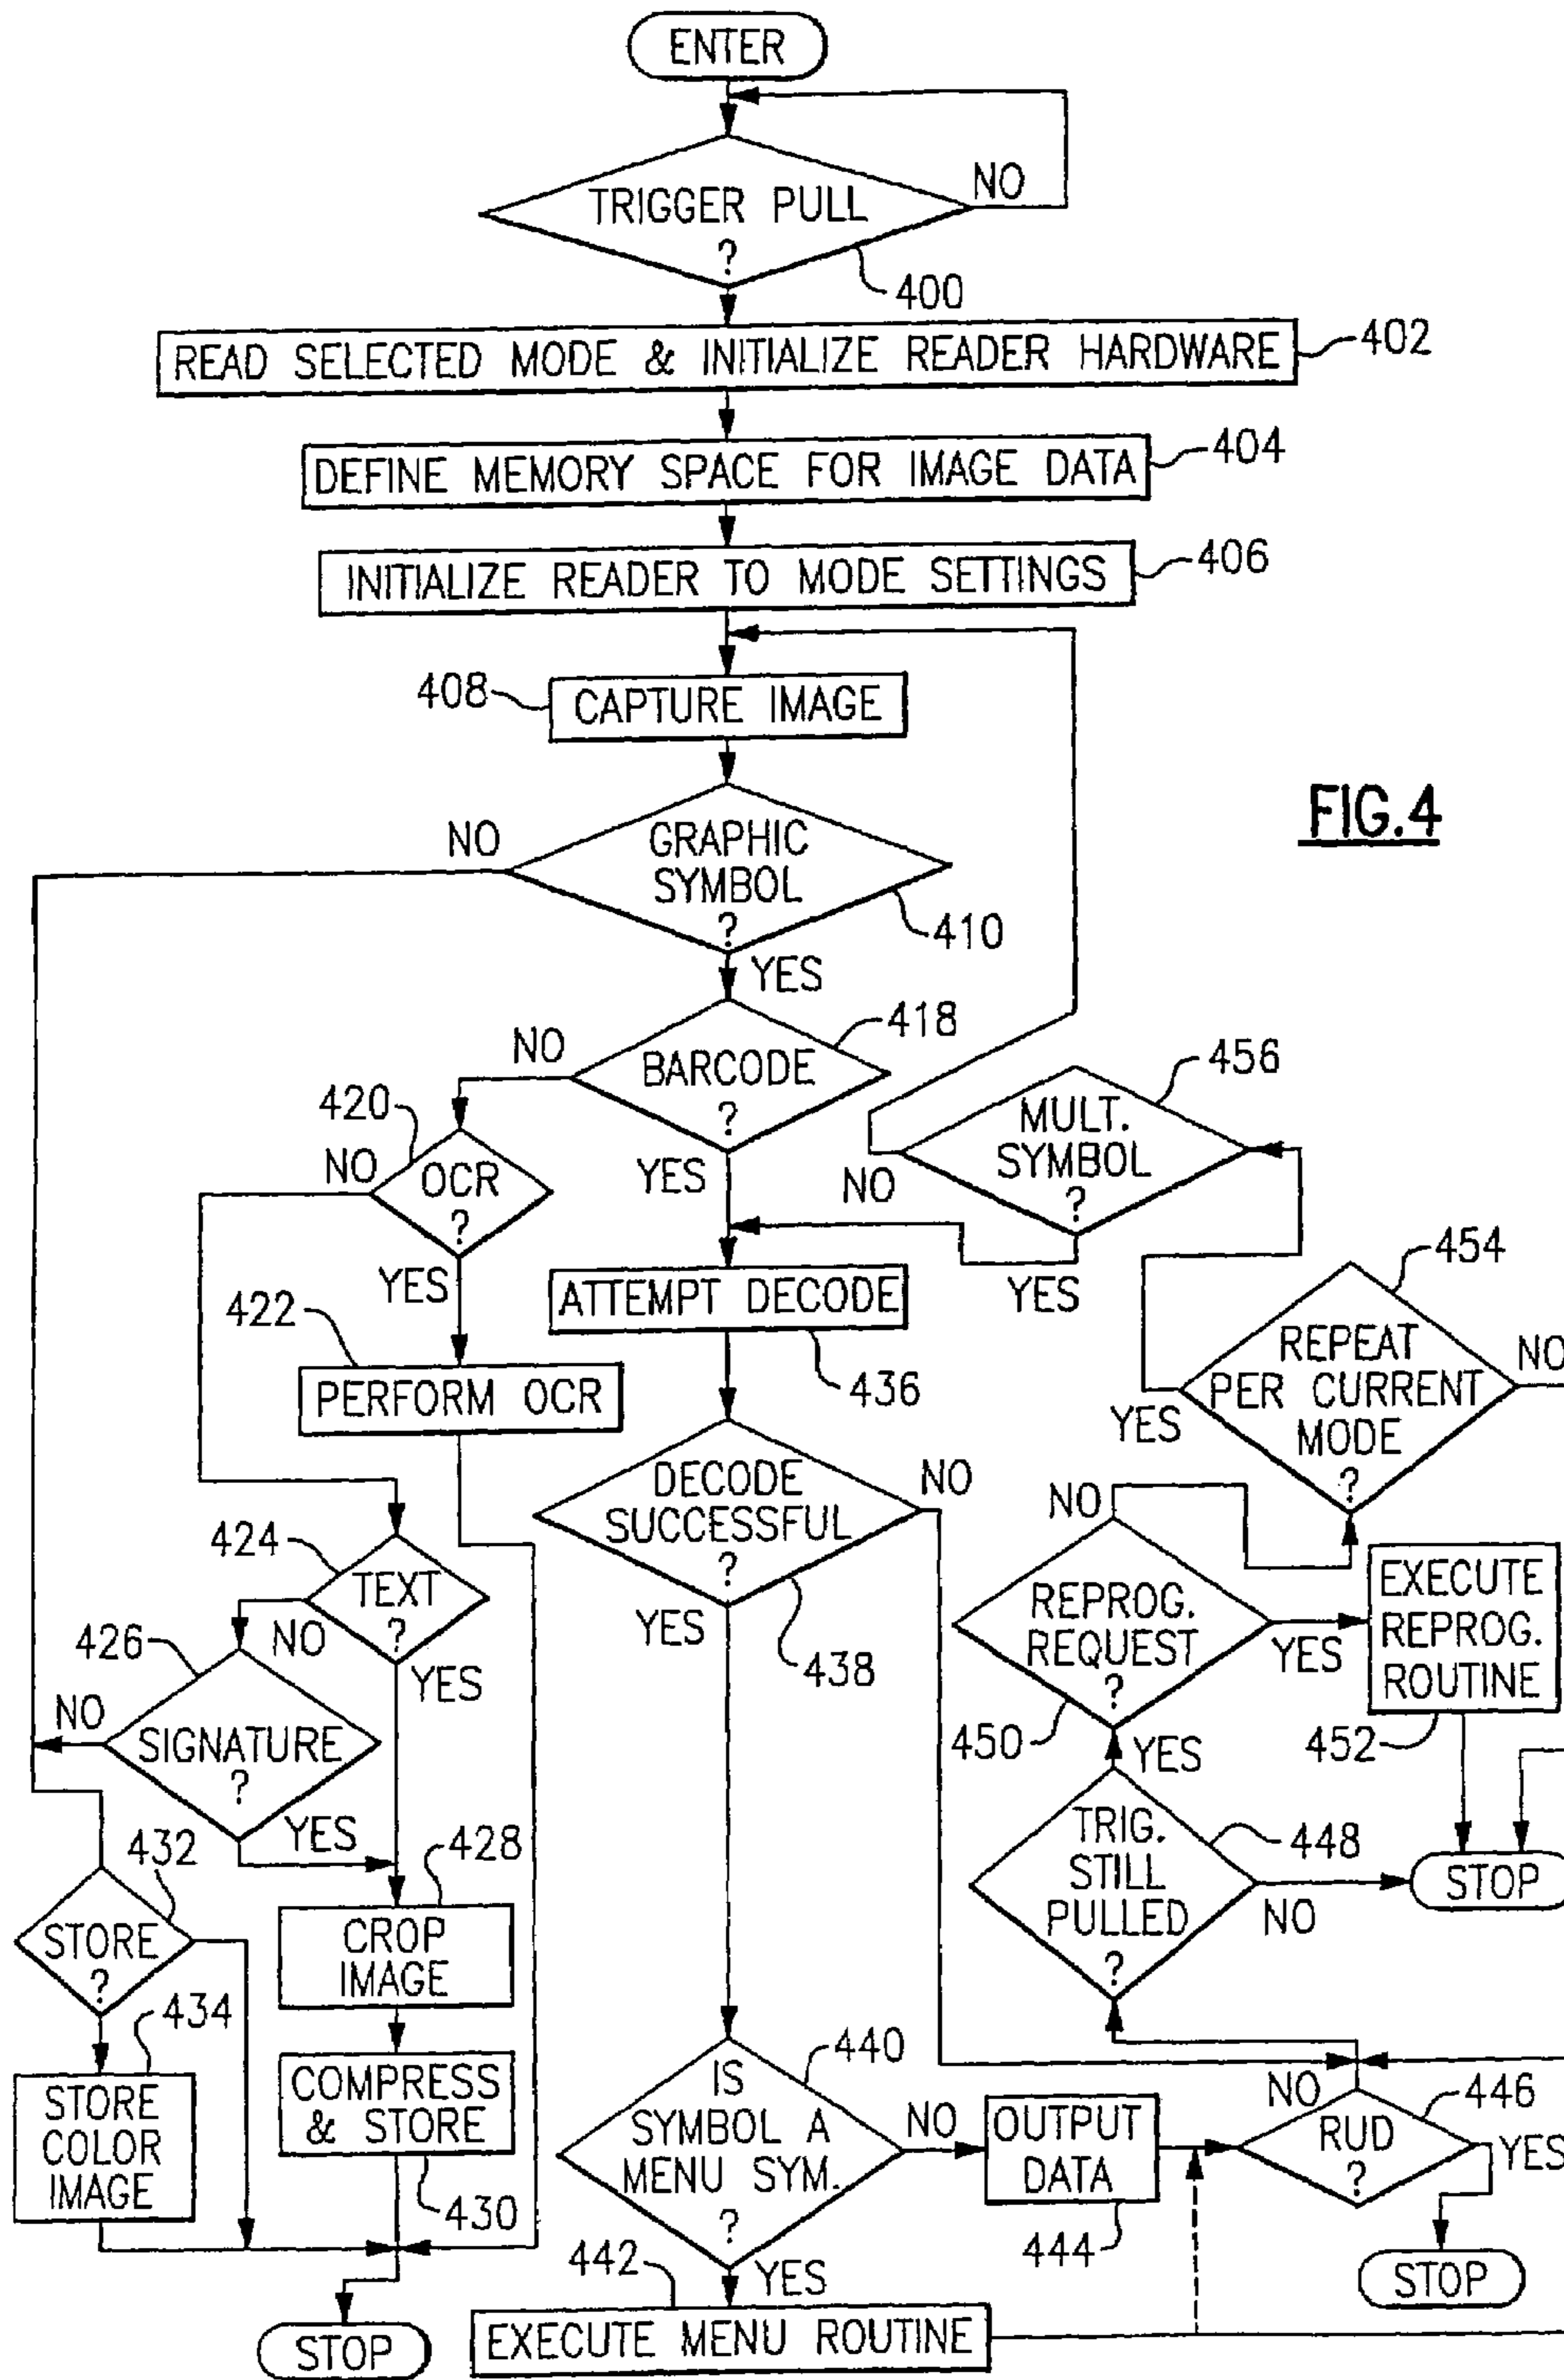 ENTER
TRIGGER PULL
?
NO
400
READ SELECTED MODE & INITIALIZE READER HARDWARE
402
DEFINE MEMORY SPACE FOR IMAGE DATA
404
INITIALIZE READER TO MODE SETTINGS
406
408
CAPTURE IMAGE
FIG.4
NO
GRAPHIC
SYMBOL
?
410
YES
NO
BARCODE
?
418
YES
420
NO
OCR
?
YES
422
PERFORM OCR
456
MULT.
SYMBOL
?
NO
YES
ATTEMPT DECODE
436
454
REPEAT
PER CURRENT
MODE
?
NO
YES
DECODE
SUCCESSFUL
?
NO
438
YES
424
TEXT
?
NO
YES
426
NO
SIGNATURE
?
YES
NO
REPROG.
REQUEST
?
450
YES
EXECUTE
REPROG.
ROUTINE
452
YES
TRIG.
STILL
PULLED
?
448
NO
STOP
432
STORE
?
428
CROP
IMAGE
434
STORE
COLOR
IMAGE
COMPRESS
& STORE
430
STOP
IS
SYMBOL A
MENU SYM.
?
440
NO
OUTPUT
DATA
444
NO
RUD
?
446
YES
STOP
442
YES
EXECUTE MENU ROUTINE